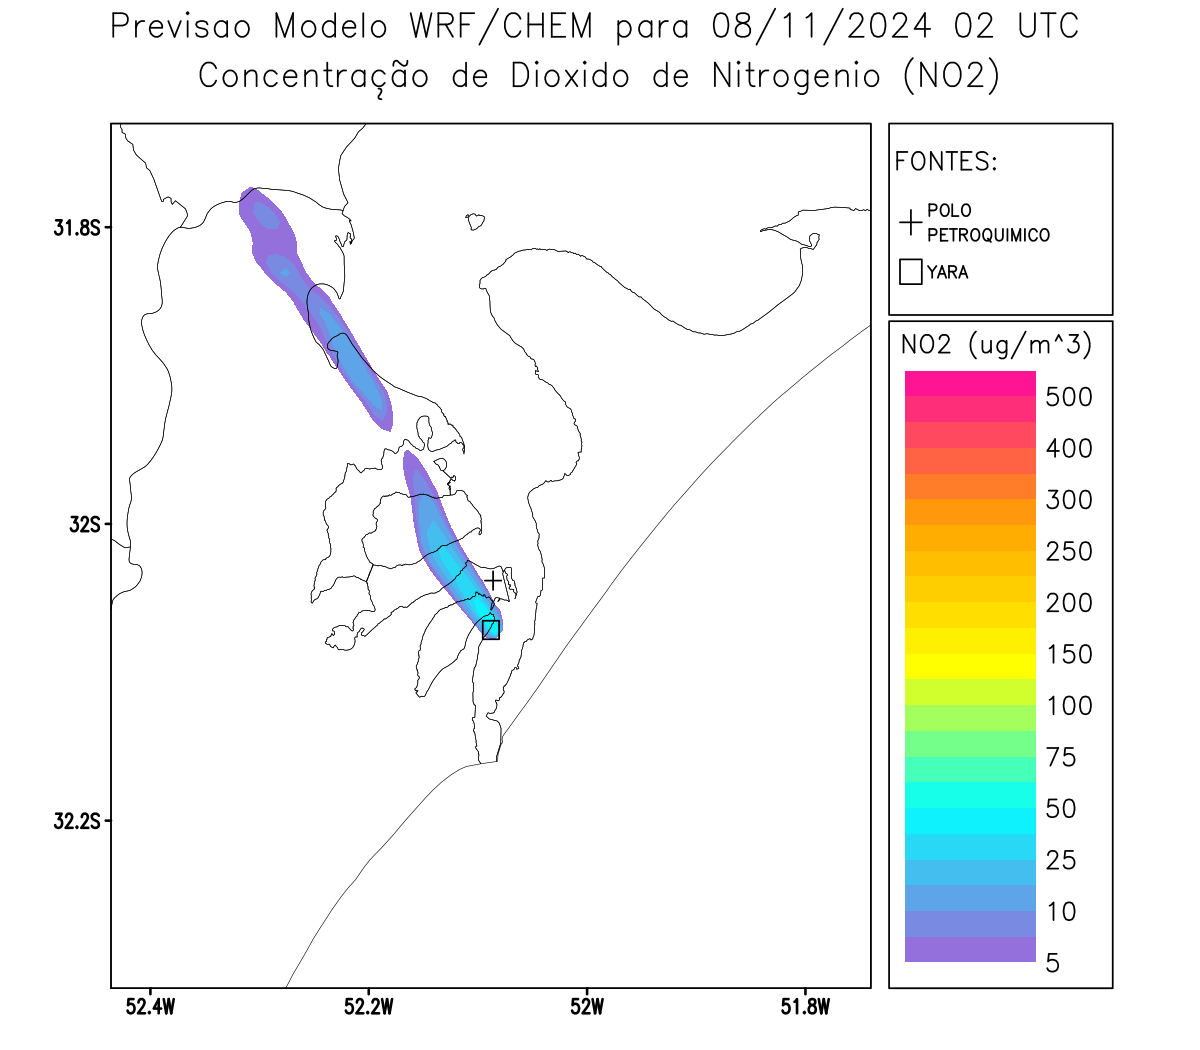 Previsao Modelo WRF/CHEM para 08/11/2024 02 UTC
Concentração de Dioxido de Nitrogenio (NO2)
FONTES:
POLO
PETROQUIMICO
YARA
NO2 (ug/m^3)
500
400
300
250
200
150
100
75
50
25
10
5
31.8S
32S
32.2S
52.4W
52.2W
52W
51.8W